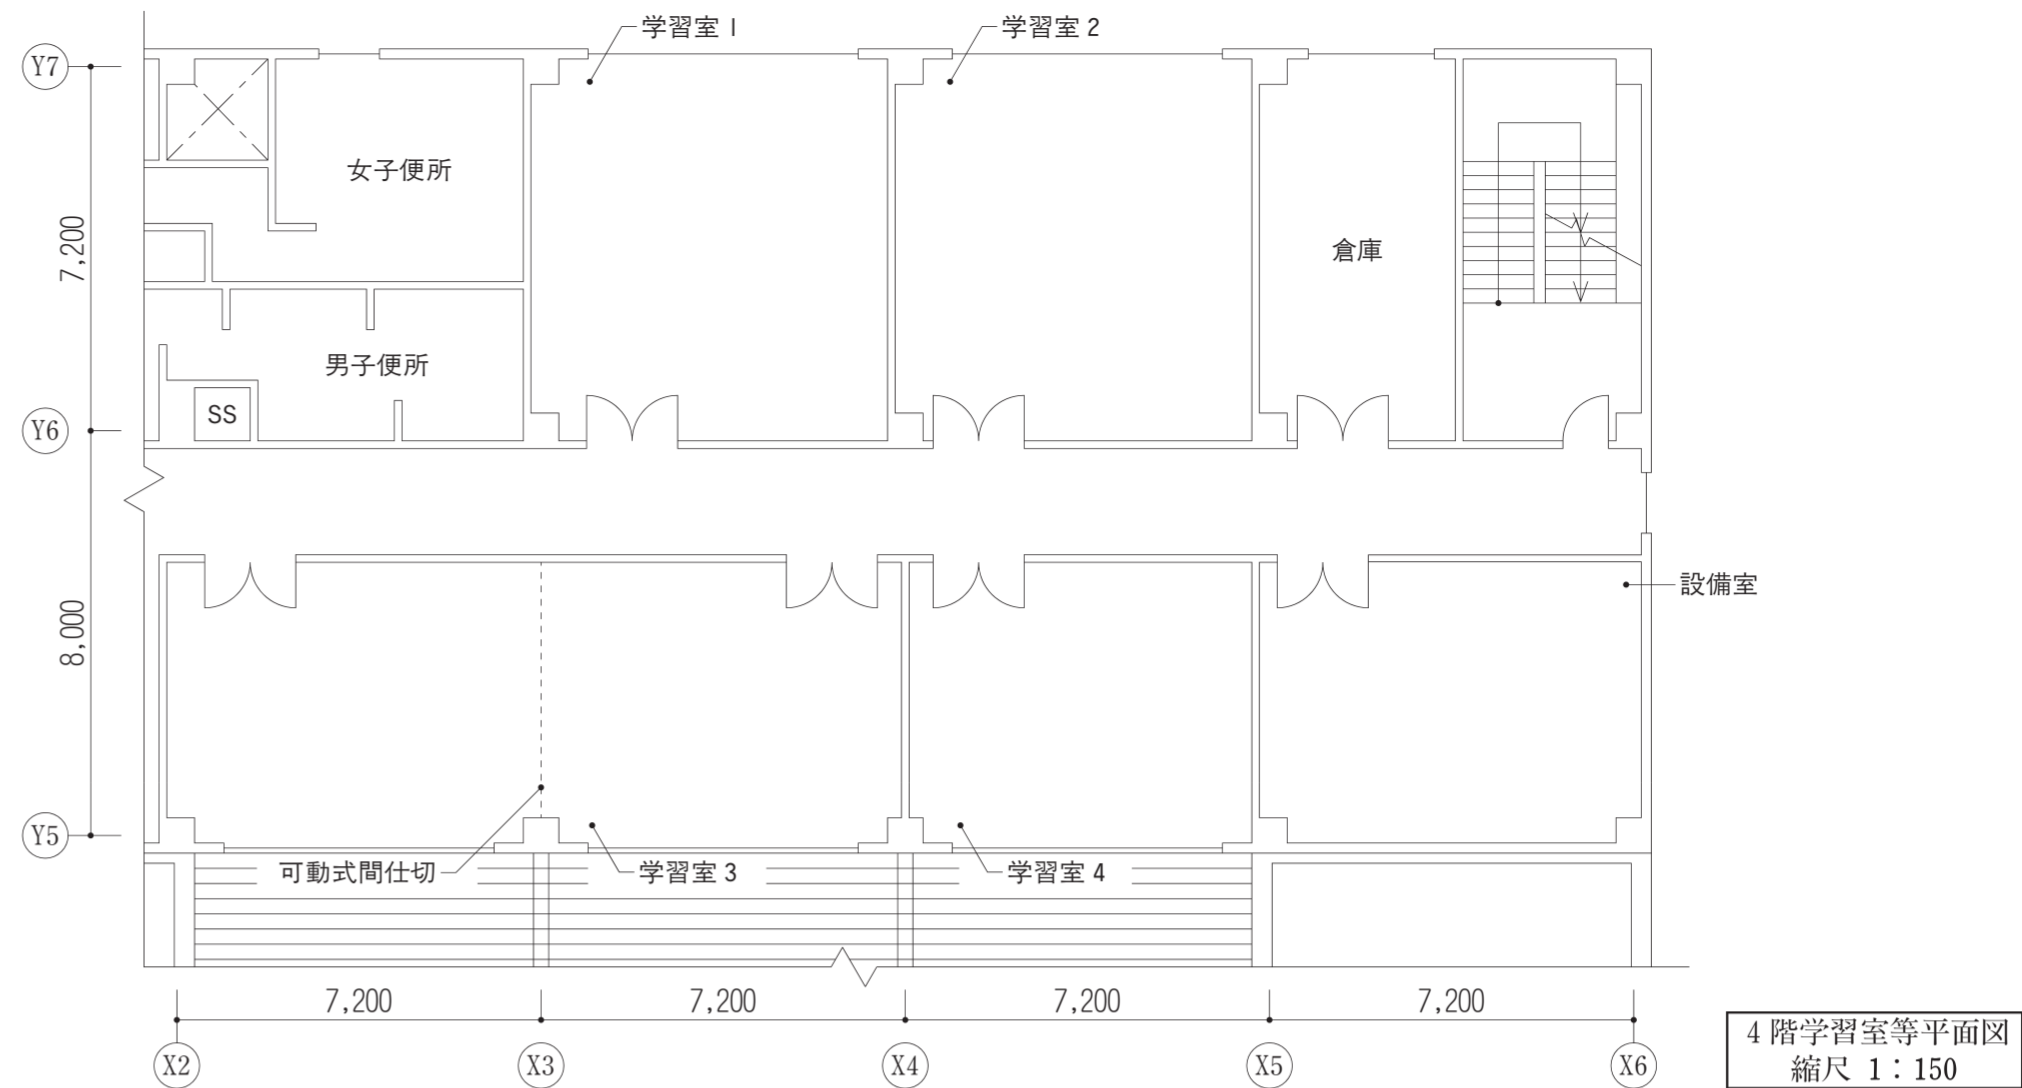 学習室 1
学習室 2
Y7
女子便所
7,200
倉庫
男子便所
SS
Y6
8,000
設備室
Y5
可動式間仕切
学習室 3
学習室 4
7,200
7,200
7,200
7,200
X2
X3
X4
X5
X6
4 階学習室等平面図
縮尺 1：150